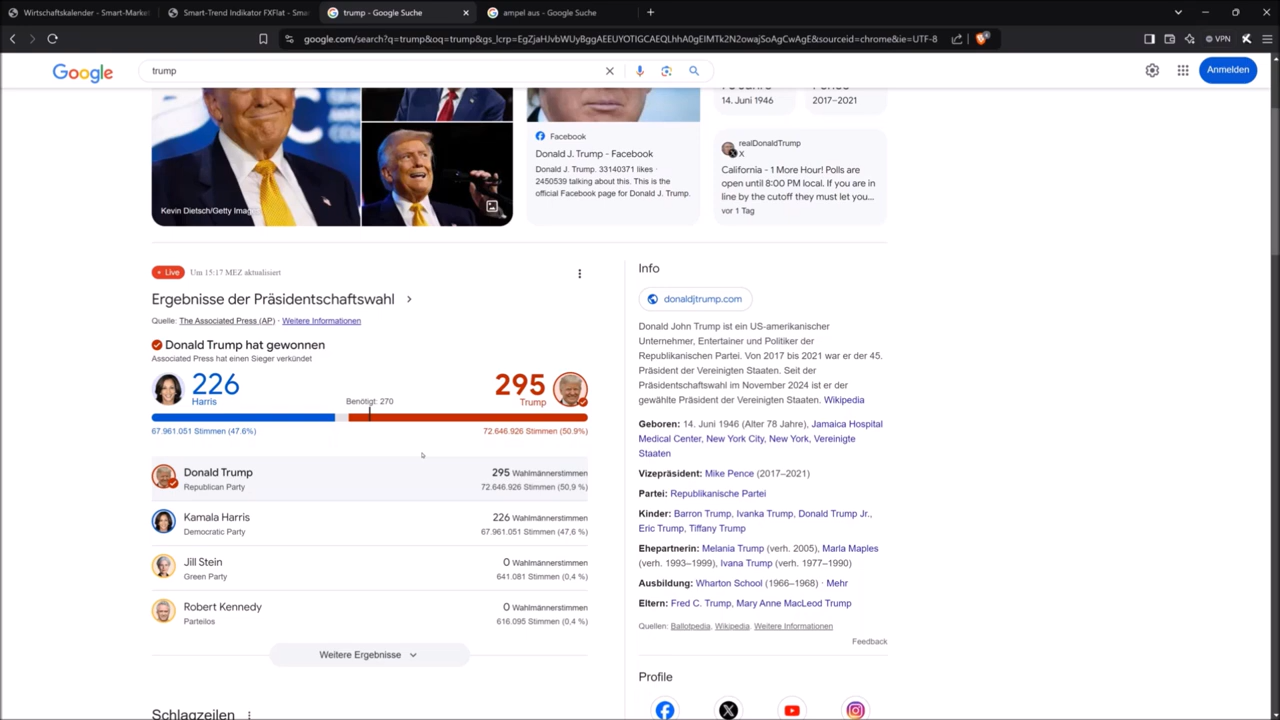 Wirtschaftskalender - Smart-Market
Smart-Trend Indikator FXFlat - Sma
trump - Google Suche
ampel aus - Google Suche
google.com/search?q=trump&oq=trump&gs_lcrp=EgZjaHJvbWUyBggAEEUYOTIGCAEQLhhA0gEIMTk2N2owajSoAgCwAgE&sourceid=chrome&ie=UTF-8
VPN
Google
trump
Anmelden
14. Juni 1946
2017–2021
Facebook
Donald J. Trump - Facebook
Donald J. Trump. 33140371 likes ·
2450539 talking about this. This is the
official Facebook page for Donald J. Trump.
realDonaldTrump
X
California - 1 More Hour! Polls are
open until 8:00 PM local. If you are in
line by the cutoff they must let you...
vor 1 Tag
Kevin Dietsch/Getty Imag
Live
Um 15:17 MEZ aktualisiert
Ergebnisse der Präsidentschaftswahl
Quelle: The Associated Press (AP) · Weitere Informationen
Donald Trump hat gewonnen
Associated Press hat einen Sieger verkündet
226
Harris
Benötigt: 270
295
Trump
67.961.051 Stimmen (47.6%)
72.646.926 Stimmen (50.9%)
Donald Trump
295 Wahlmännerstimmen
Republican Party
72.646.926 Stimmen (50,9 %)
Kamala Harris
226 Wahlmännerstimmen
Democratic Party
67.961.051 Stimmen (47,6 %)
Jill Stein
0 Wahlmännerstimmen
Green Party
641.081 Stimmen (0,4 %)
Robert Kennedy
0 Wahlmännerstimmen
Parteilos
616.095 Stimmen (0,4 %)
Weitere Ergebnisse
Schlagzeilen
Info
donaldjtrump.com
Donald John Trump ist ein US-amerikanischer
Unternehmer, Entertainer und Politiker der
Republikanischen Partei. Von 2017 bis 2021 war er der 45.
Präsident der Vereinigten Staaten. Seit der
Präsidentschaftswahl im November 2024 ist er der
gewählte Präsident der Vereinigten Staaten. Wikipedia
Geboren: 14. Juni 1946 (Alter 78 Jahre), Jamaica Hospital
Medical Center, New York City, New York, Vereinigte
Staaten
Vizepräsident: Mike Pence (2017–2021)
Partei: Republikanische Partei
Kinder: Barron Trump, Ivanka Trump, Donald Trump Jr.,
Eric Trump, Tiffany Trump
Ehepartnerin: Melania Trump (verh. 2005), Marla Maples
(verh. 1993–1999), Ivana Trump (verh. 1977–1990)
Ausbildung: Wharton School (1966–1968) · Mehr
Eltern: Fred C. Trump, Mary Anne MacLeod Trump
Quellen: Ballotpedia, Wikipedia, Weitere Informationen
Feedback
Profile